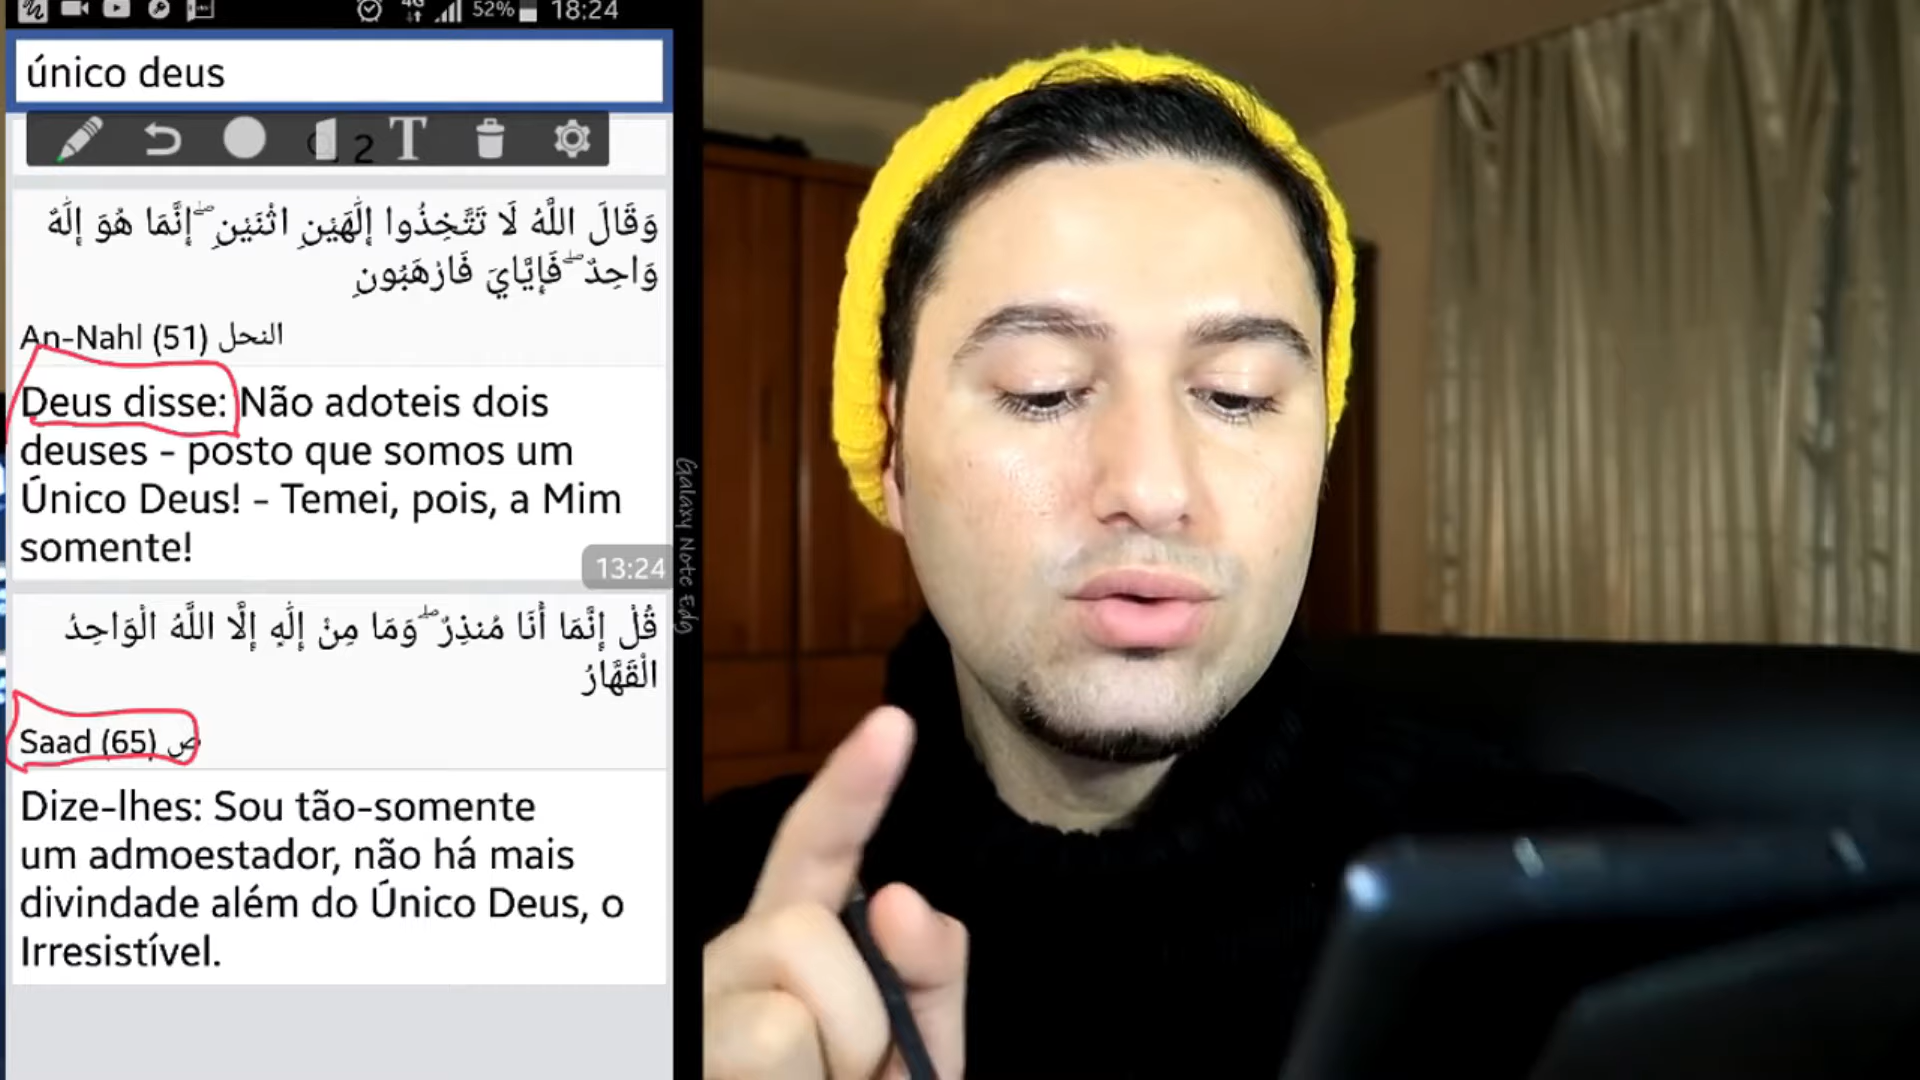 52% 18:24
único deus
2 T
وَقَالَ اللَّهُ لَا تَتَّخِذُوا إِلَٰهَيْنِ اثْنَيْنِ ۖ إِنَّمَا هُوَ إِلَٰهٌ
وَاحِدٌ ۖ فَإِيَّايَ فَارْهَبُونِ
An-Nahl (51) النحل
Deus disse: Não adoteis dois
deuses - posto que somos um
Único Deus! - Temei, pois, a Mim
somente!
13:24
قُلْ إِنَّمَا أَنَا مُنذِرٌ ۖ وَمَا مِنْ إِلَٰهٍ إِلَّا اللَّهُ الْوَاحِدُ
الْقَهَّارُ
Saad (65) ص
Dize-lhes: Sou tão-somente
um admoestador, não há mais
divindade além do Único Deus, o
Irresistível.
Galaxy Note Edg